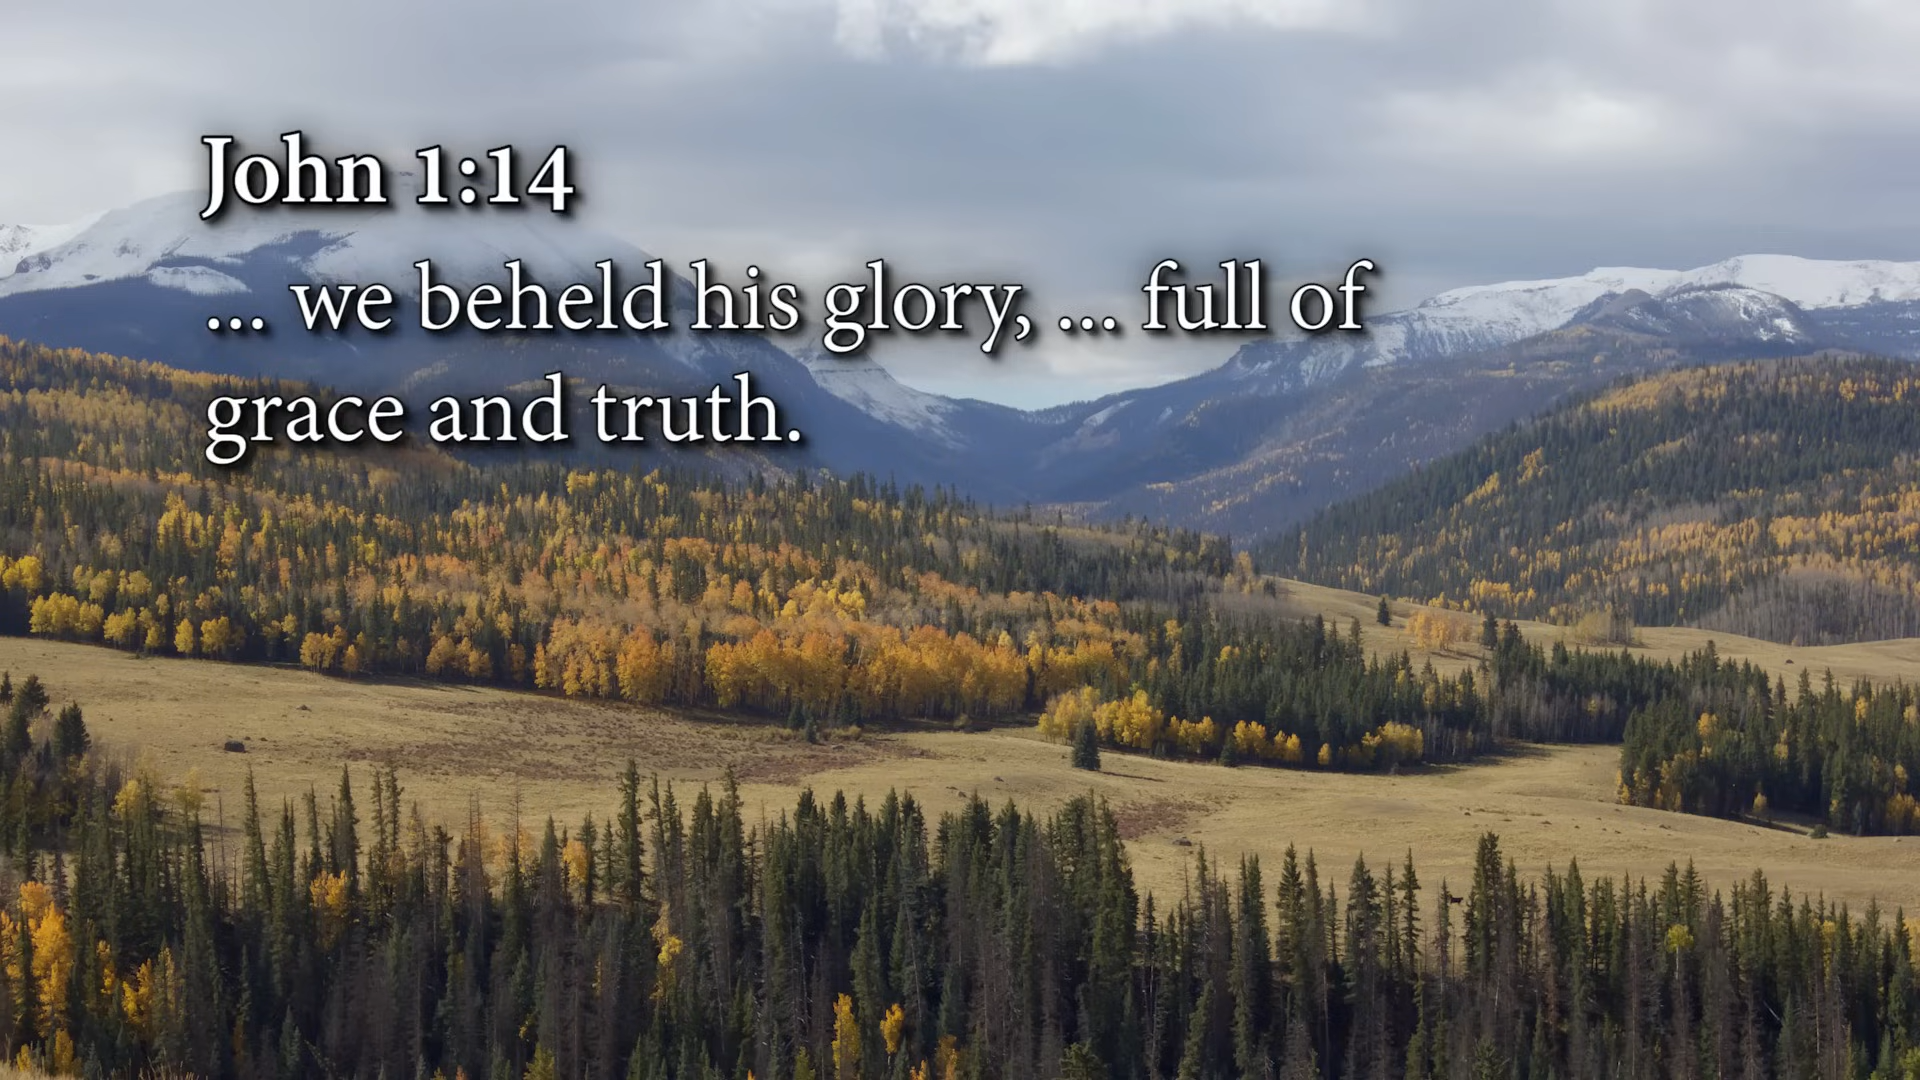 John 1:14
... we beheld his glory, ... full of
grace and truth.